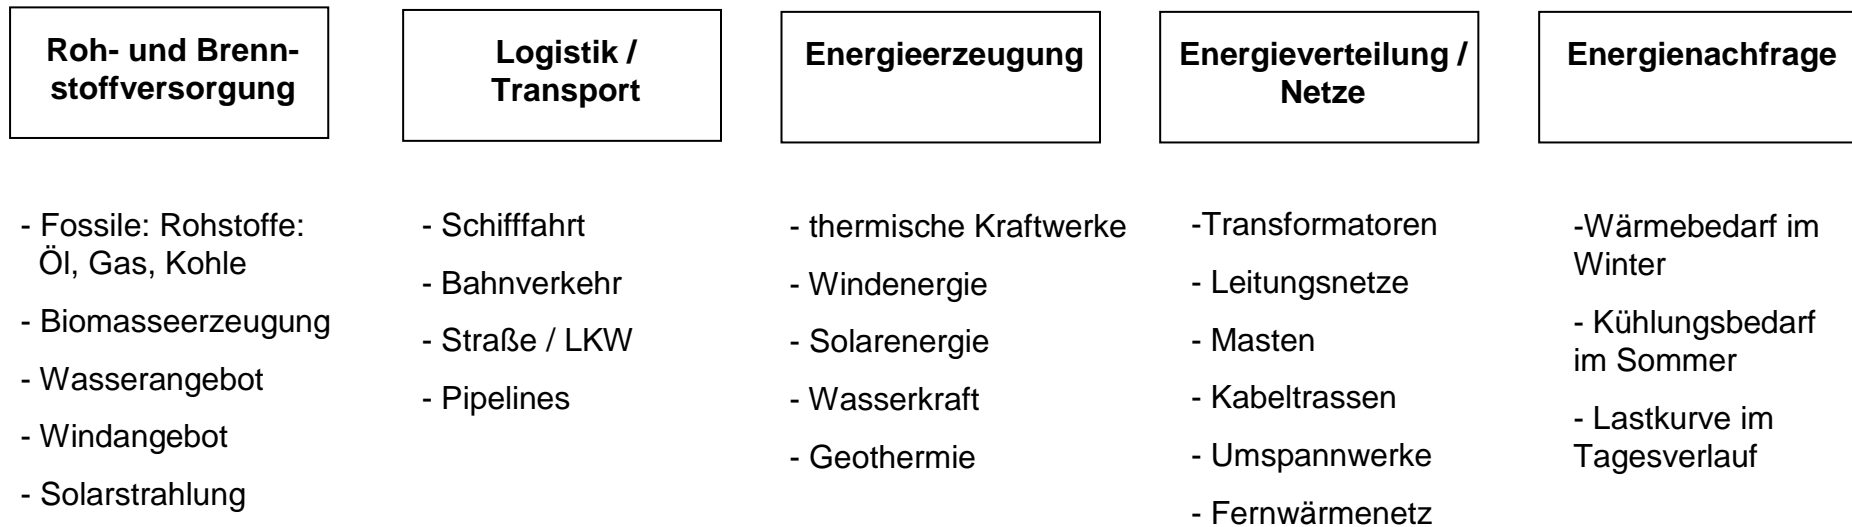 Roh- und Brenn-
stoffversorgung
- Fossile: Rohstoffe:
Öl, Gas, Kohle
- Biomasseerzeugung
- Wasserangebot
- Windangebot
- Solarstrahlung
Logistik /
Transport
- Schifffahrt
- Bahnverkehr
- Straße / LKW
- Pipelines
Energieerzeugung
- thermische Kraftwerke
- Windenergie
- Solarenergie
- Wasserkraft
- Geothermie
Energieverteilung /
Netze
-Transformatoren
- Leitungsnetze
- Masten
- Kabeltrassen
- Umspannwerke
- Fernwärmenetz
Energienachfrage
-Wärmebedarf im
Winter
- Kühlungsbedarf
im Sommer
- Lastkurve im
Tagesverlauf